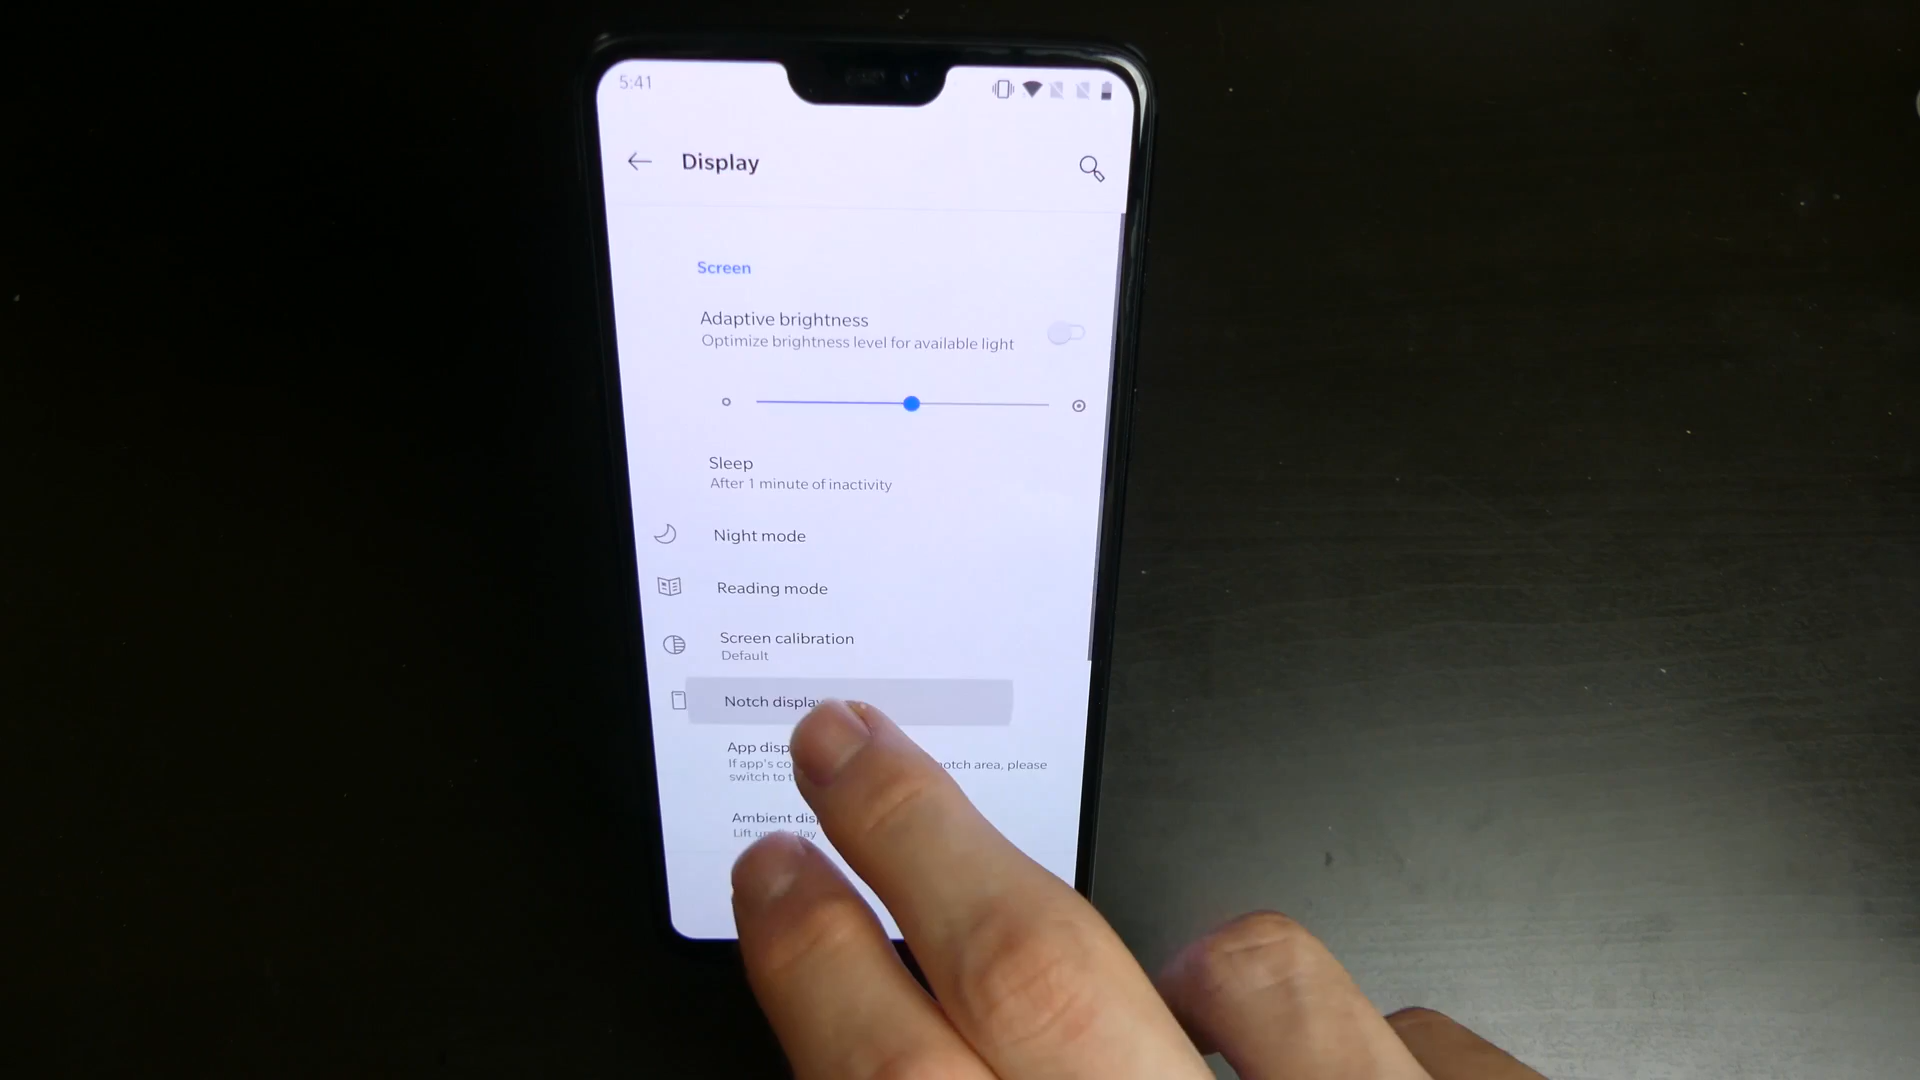 5:41
Display
Screen
Adaptive brightness
Optimize brightness level for available light
Sleep
After 1 minute of inactivity
Night mode
Reading mode
Screen calibration
Default
Notch display
App disp
If app's co notch area, please
switch to t
Ambient dis
Lift up display